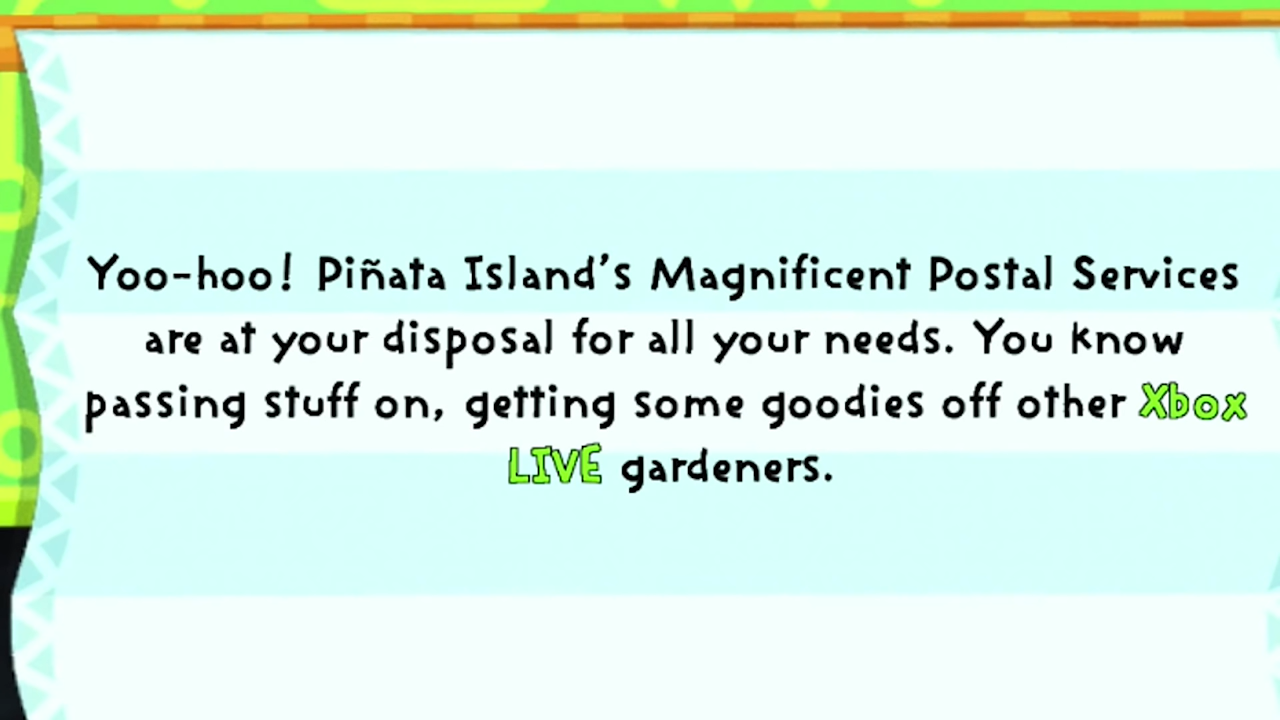 Yoo-hoo! Piñata Island's Magnificent Postal Services
are at your disposal for all your needs. You know
passing stuff on, getting some goodies off other Xbox
LIVE gardeners.